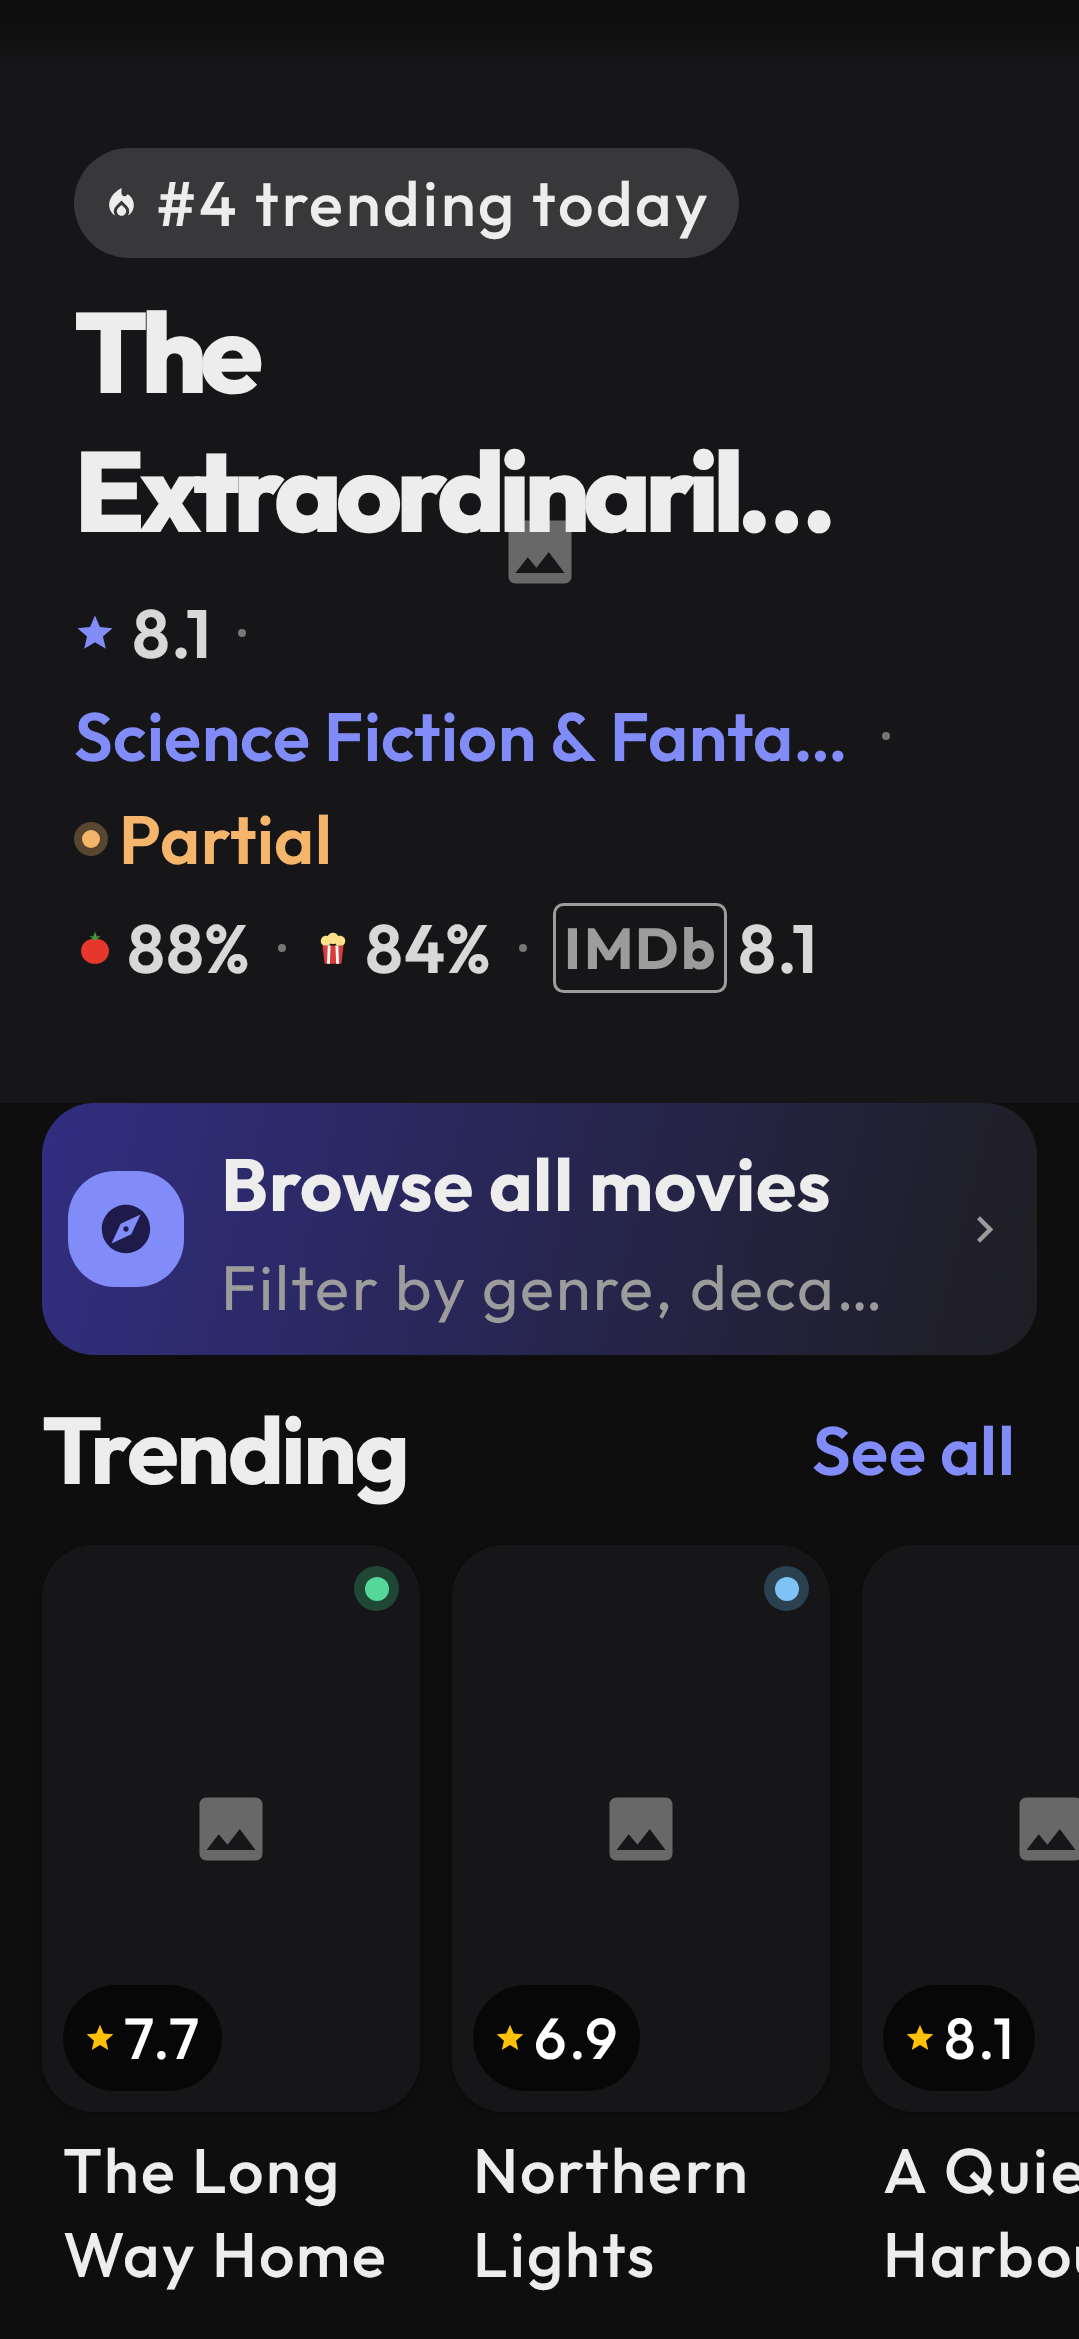 #4 trending today
The
Extraordinaril...
8.1 ·
Science Fiction & Fanta... ·
Partial
88% · 84% · IMDb 8.1
Browse all movies
Filter by genre, deca...
Trending
See all
7.7
6.9
8.1
The Long
Way Home
Northern
Lights
A Quie
Harbou